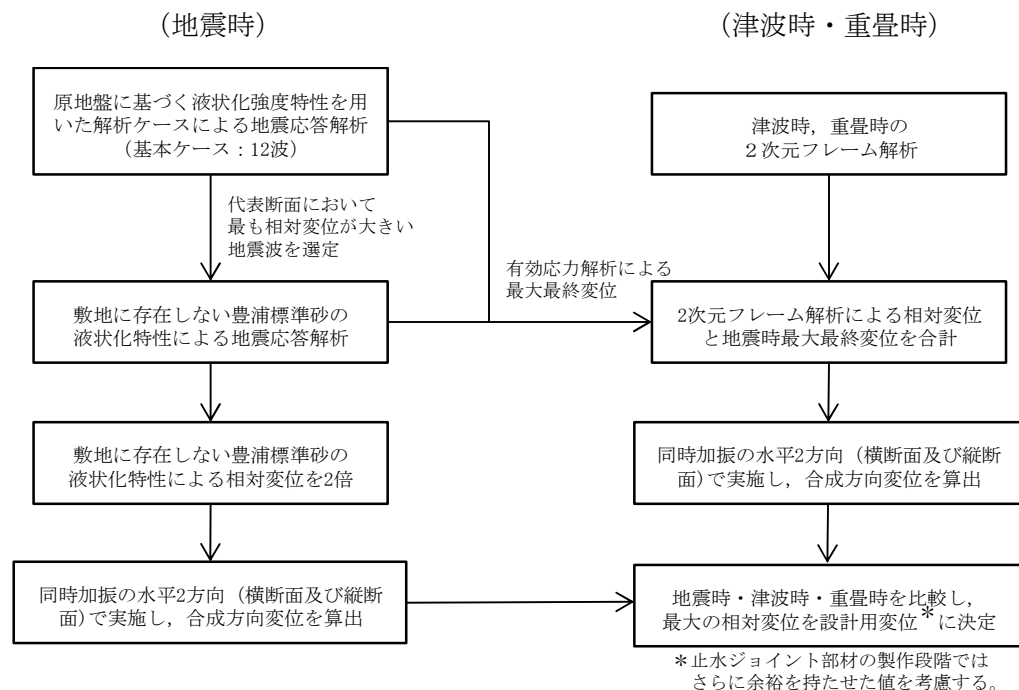 (地震時)
原地盤に基づく液状化強度特性を用
いた解析ケースによる地震応答解析
(基本ケース：12波)
代表断面において
最も相対変位が大きい
地震波を選定
敷地に存在しない豊浦標準砂の
液状化特性による地震応答解析
敷地に存在しない豊浦標準砂の
液状化特性による相対変位を2倍
同時加振の水平2方向（横断面及び縦断
面）で実施し，合成方向変位を算出
有効応力解析による
最大最終変位
(津波時・重畳時)
津波時，重畳時の
２次元フレーム解析
2次元フレーム解析による相対変位
と地震時最大最終変位を合計
同時加振の水平2方向（横断面及び縦断
面）で実施し，合成方向変位を算出
地震時・津波時・重畳時を比較し，
最大の相対変位を設計用変位＊に決定
＊止水ジョイント部材の製作段階では
さらに余裕を持たせた値を考慮する。